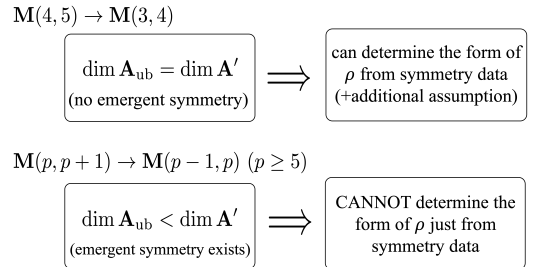 M(4, 5) → M(3, 4)
dim A_ub = dim A′
(no emergent symmetry)
⟹
can determine the form of
ρ from symmetry data
(+additional assumption)
M(p, p + 1) → M(p − 1, p) (p ≥ 5)
dim A_ub < dim A′
(emergent symmetry exists)
⟹
CANNOT determine the
form of ρ just from
symmetry data